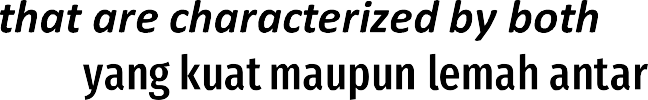 that are characterized by both
yang kuat maupun lemah antar